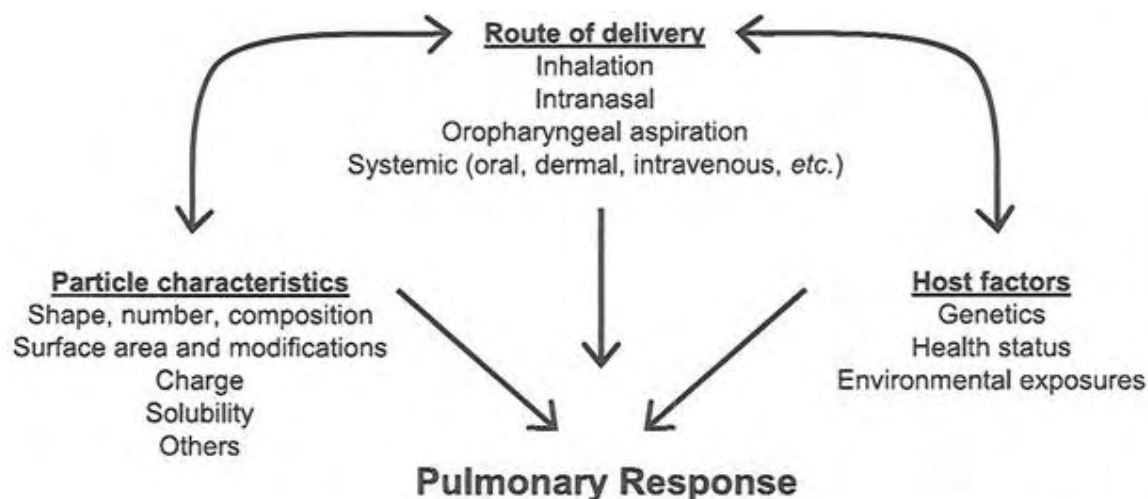 Route of delivery
Inhalation
Intranasal
Oropharyngeal aspiration
Systemic (oral, dermal, intravenous, etc.)
Particle characteristics
Shape, number, composition
Surface area and modifications
Charge
Solubility
Others
Host factors
Genetics
Health status
Environmental exposures
Pulmonary Response